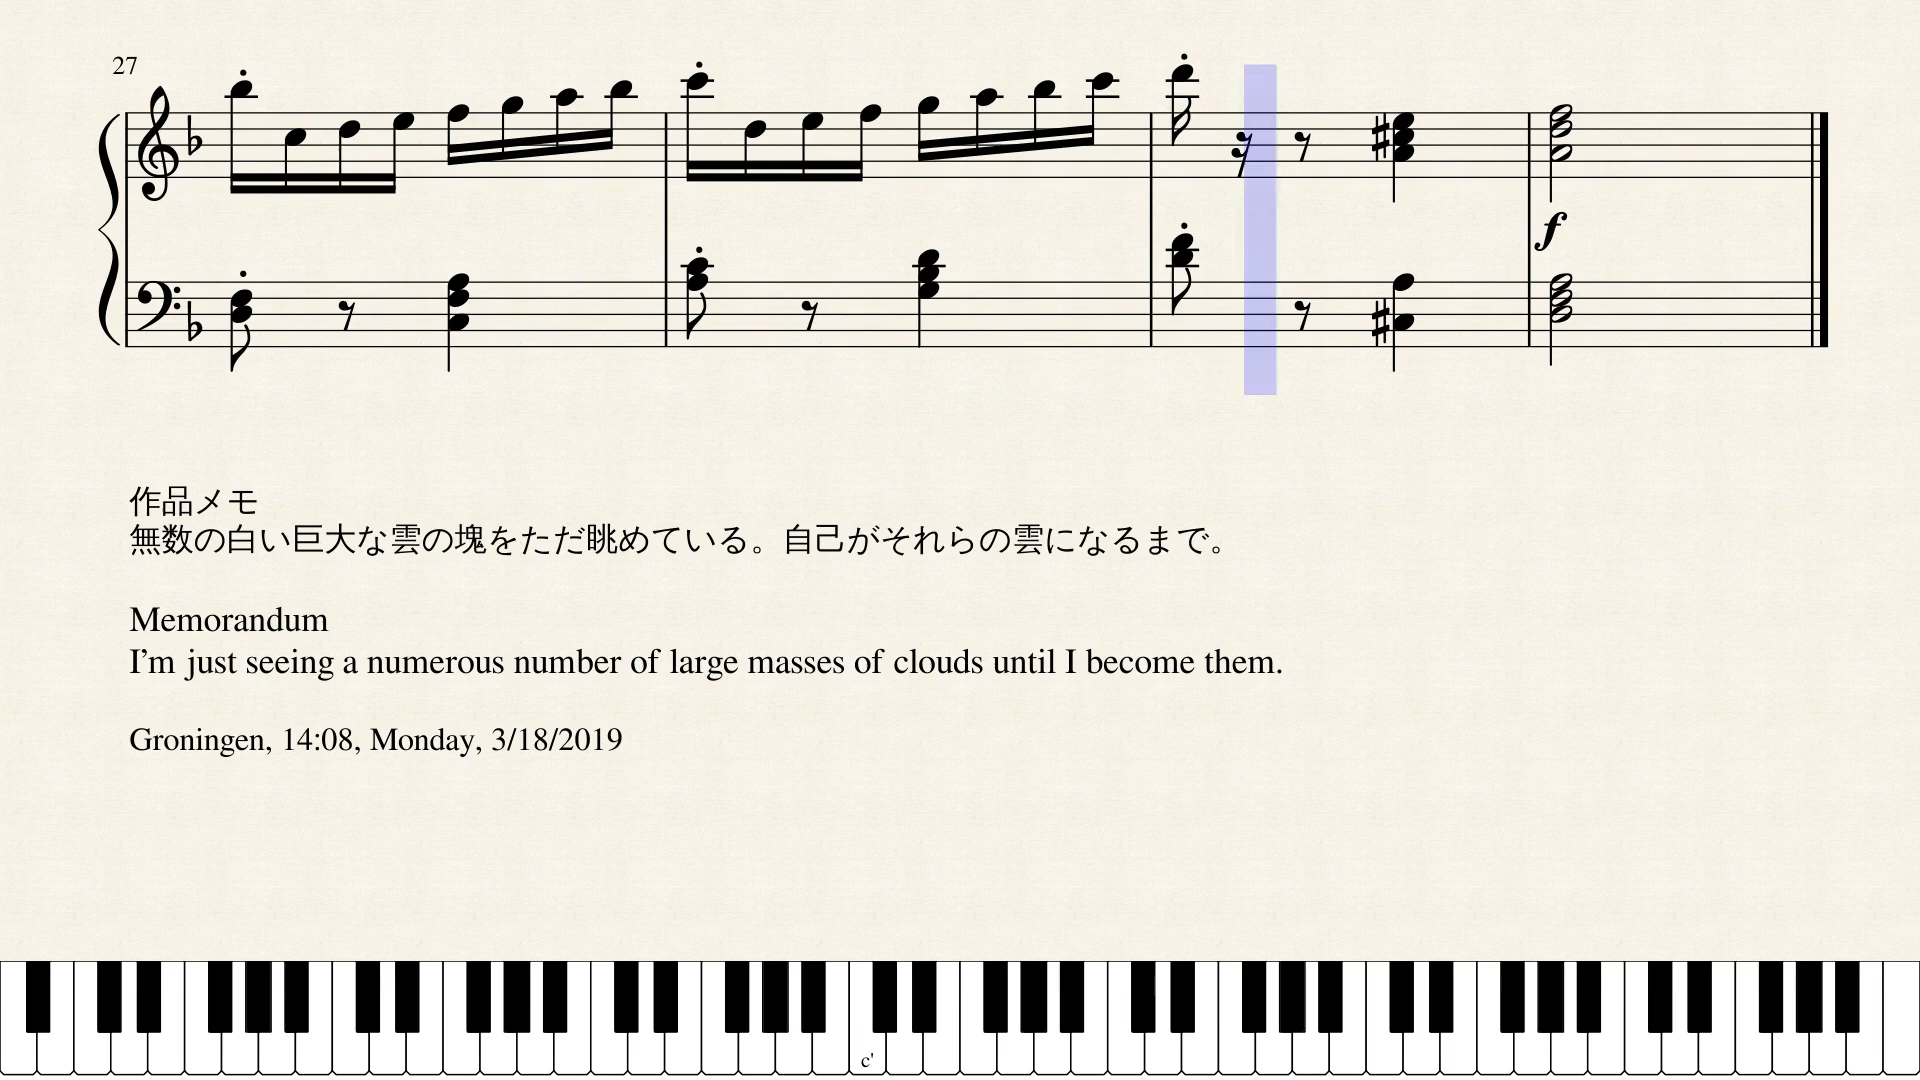 27
f
作品メモ
無数の白い巨大な雲の塊をただ眺めている。自己がそれらの雲になるまで。
Memorandum
I’m just seeing a numerous number of large masses of clouds until I become them.
Groningen, 14:08, Monday, 3/18/2019
c'